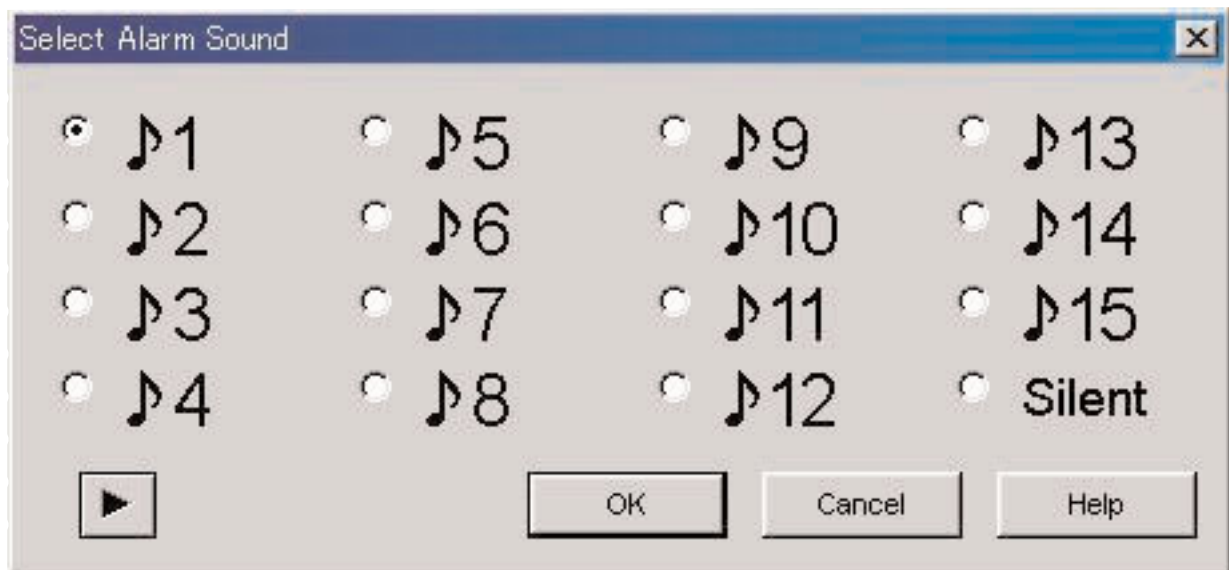 Select Alarm Sound
♪1 ♪5 ♪9 ♪13
♪2 ♪6 ♪10 ♪14
♪3 ♪7 ♪11 ♪15
♪4 ♪8 ♪12 Silent
OK Cancel Help